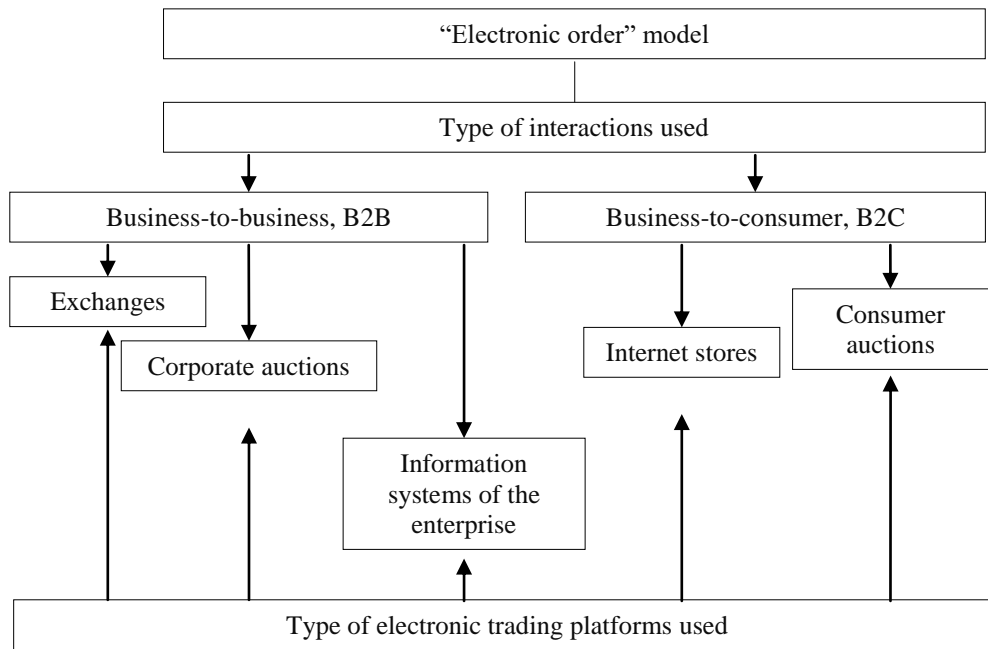 “Electronic order” model
Type of interactions used
Business-to-business, B2B
Business-to-consumer, B2C
Exchanges
Corporate auctions
Information
systems of the
enterprise
Internet stores
Consumer
auctions
Type of electronic trading platforms used